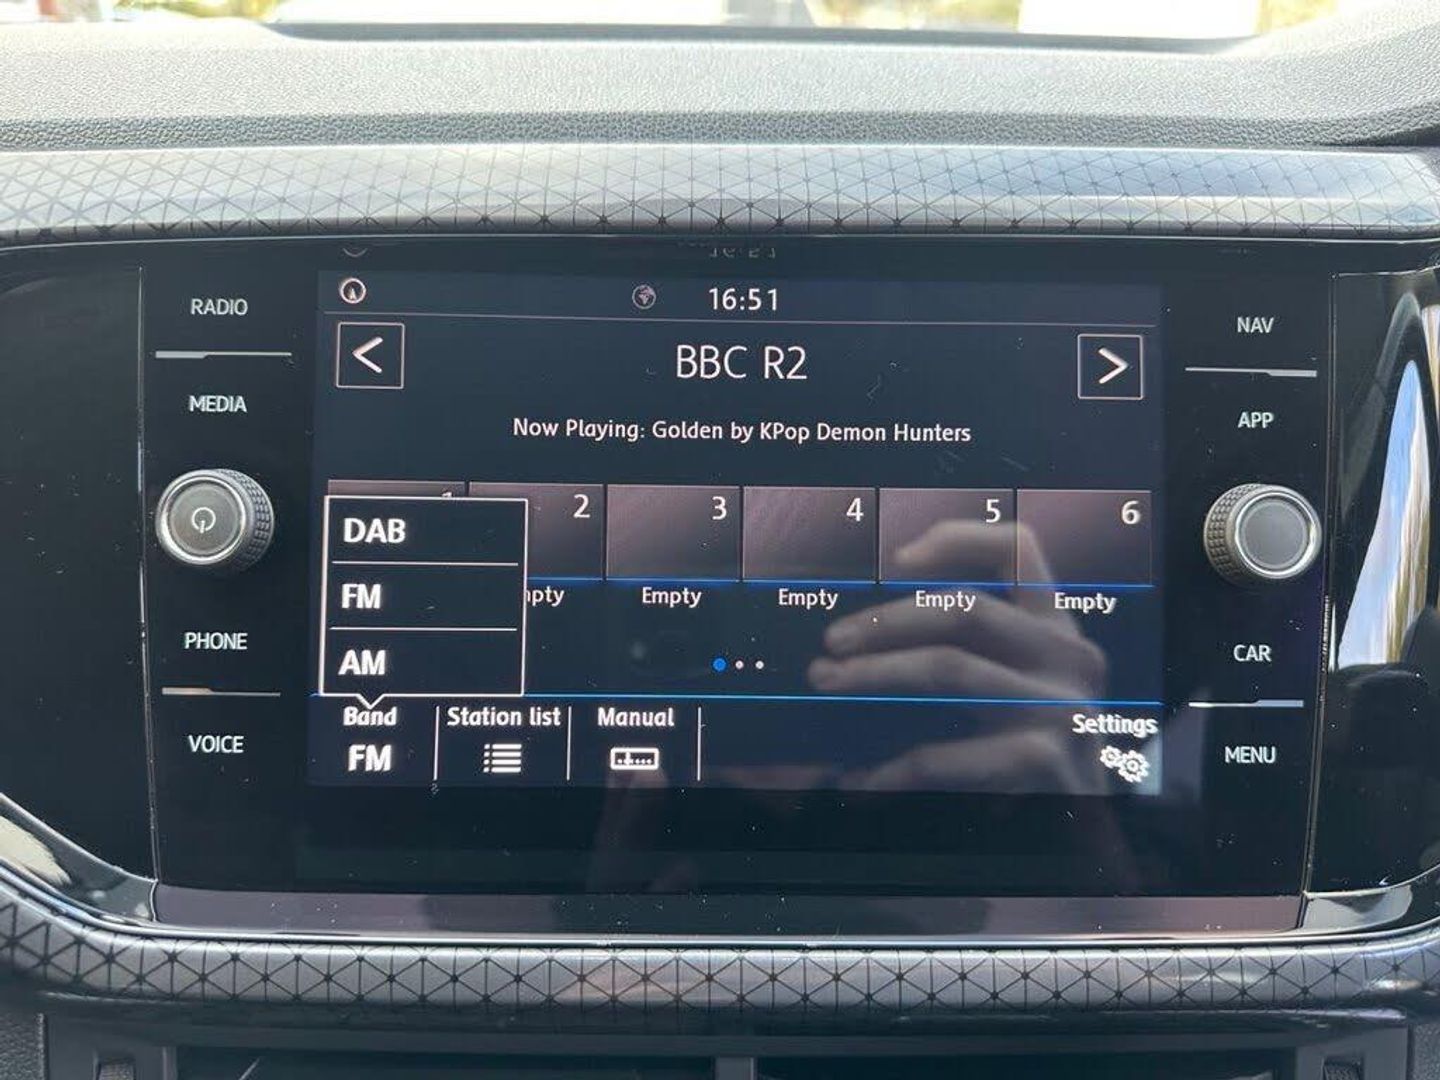 RADIO
MEDIA
PHONE
VOICE
16:51
BBC R2
Now Playing: Golden by KPop Demon Hunters
1 2 3 4 5 6
DAB
FM
AM
Empty Empty Empty Empty
Band Station list Manual Settings
FM
NAV
APP
CAR
MENU